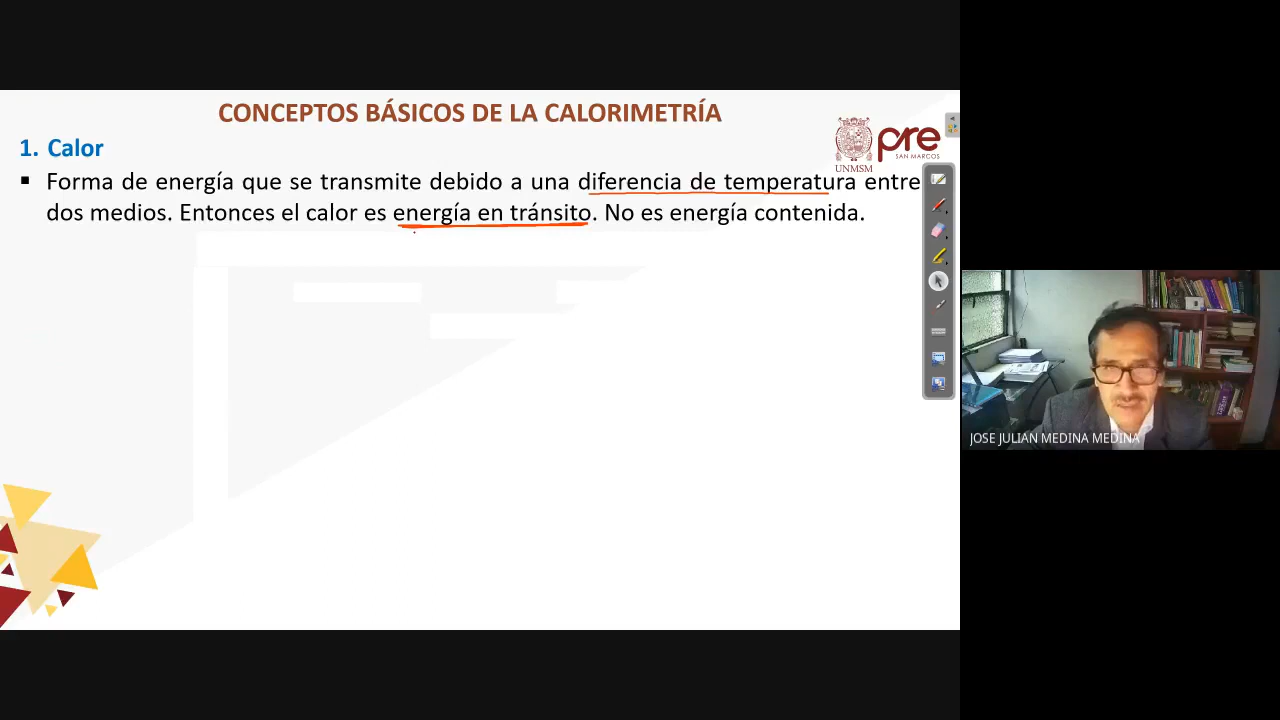 CONCEPTOS BÁSICOS DE LA CALORIMETRÍA
UNMSM
pre
SAN MARCOS
1. Calor
▪ Forma de energía que se transmite debido a una diferencia de temperatura entre
dos medios. Entonces el calor es energía en tránsito. No es energía contenida.
JOSE JULIAN MEDINA MEDINA